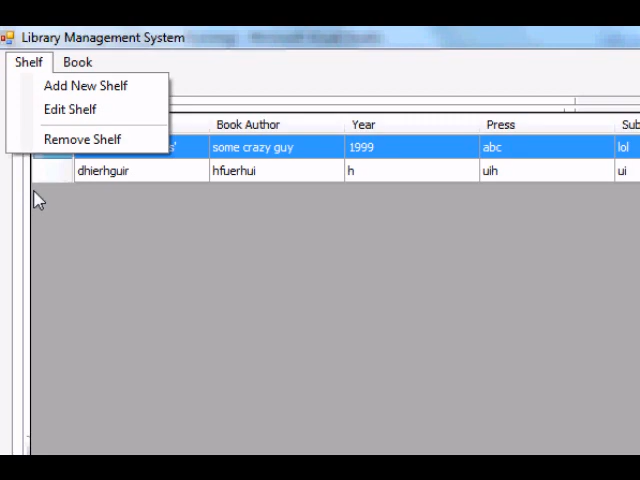 Library Management System
Shelf Book
Add New Shelf
Edit Shelf
Remove Shelf
Book Author Year Press Sub
s' some crazy guy 1999 abc lol
dhierhguir hfuerhui h uih ui